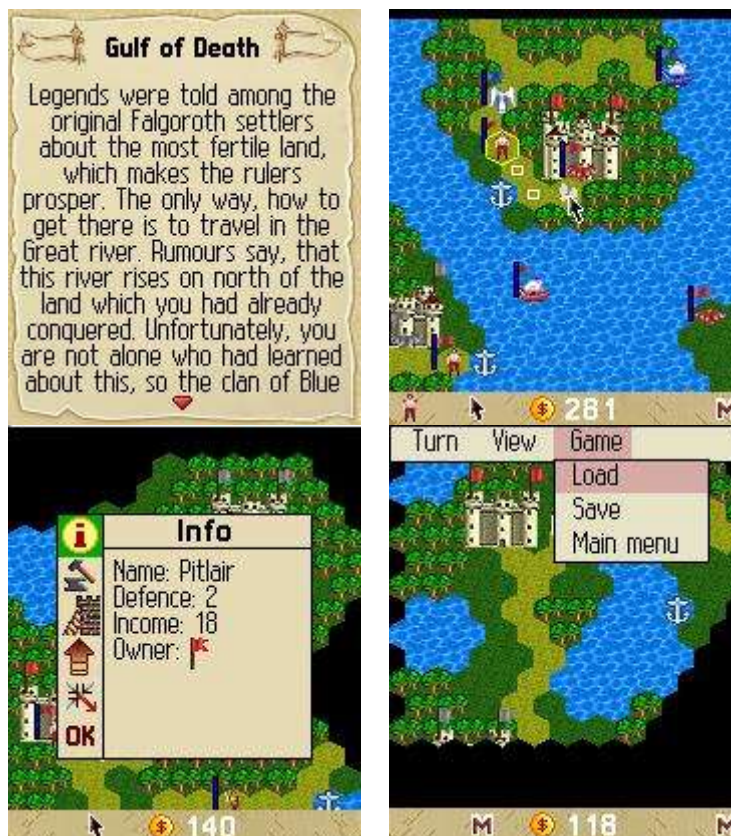 Gulf of Death
Legends were told among the
original Falgoroth settlers
about the most fertile land,
which makes the rulers
prosper. The only way, how to
get there is to travel in the
Great river. Rumours say, that
this river rises on north of the
land which you had already
conquered. Unfortunately, you
are not alone who had learned
about this, so the clan of Blue
281
M
Info
Name: Pitlair
Defence: 2
Income: 18
Owner:
OK
140
Turn View Game
Load
Save
Main menu
M 118 M